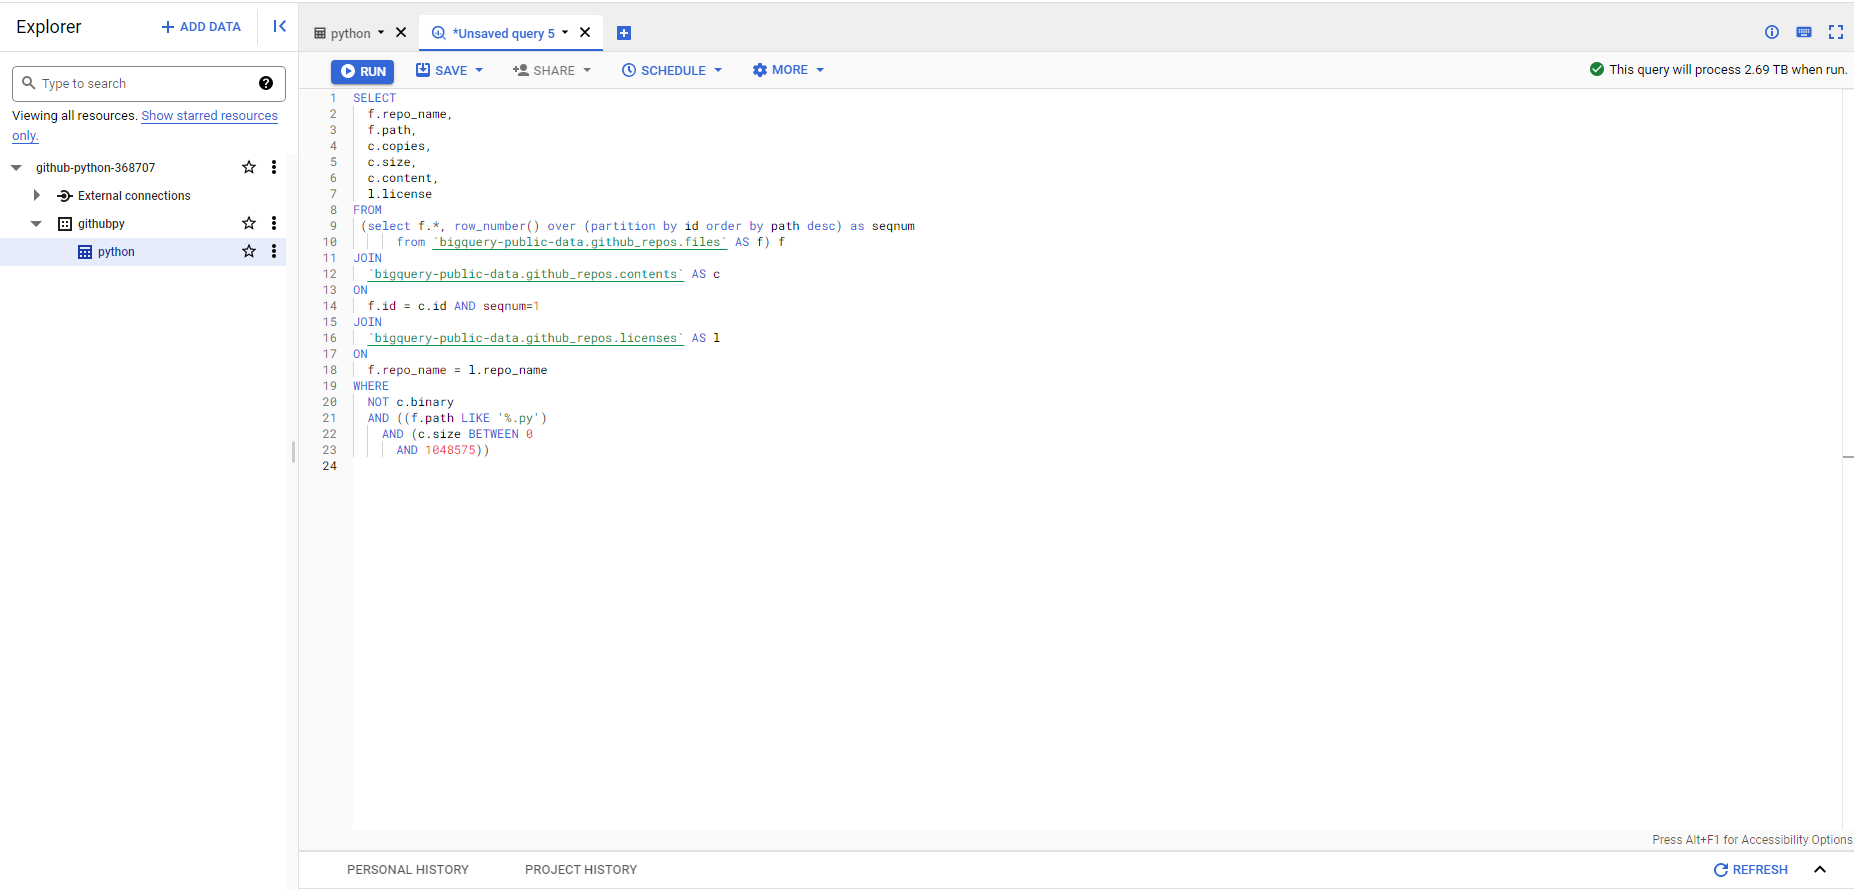 Explorer
+ ADD DATA
Type to search
Viewing all resources. Show starred resources
only.
github-python-368707
External connections
githubpy
python
python
*Unsaved query 5
RUN
SAVE
SHARE
SCHEDULE
MORE
This query will process 2.69 TB when run.
1 SELECT
2 f.repo_name,
3 f.path,
4 c.copies,
5 c.size,
6 c.content,
7 l.license
8 FROM
9 (select f.*, row_number() over (partition by id order by path desc) as seqnum
10 from `bigquery-public-data.github_repos.files` AS f) f
11 JOIN
12 `bigquery-public-data.github_repos.contents` AS c
13 ON
14 f.id = c.id AND seqnum=1
15 JOIN
16 `bigquery-public-data.github_repos.licenses` AS l
17 ON
18 f.repo_name = l.repo_name
19 WHERE
20 NOT c.binary
21 AND ((f.path LIKE '%.py')
22 AND (c.size BETWEEN 0
23 AND 1048575))
24
Press Alt+F1 for Accessibility Options
PERSONAL HISTORY
PROJECT HISTORY
REFRESH